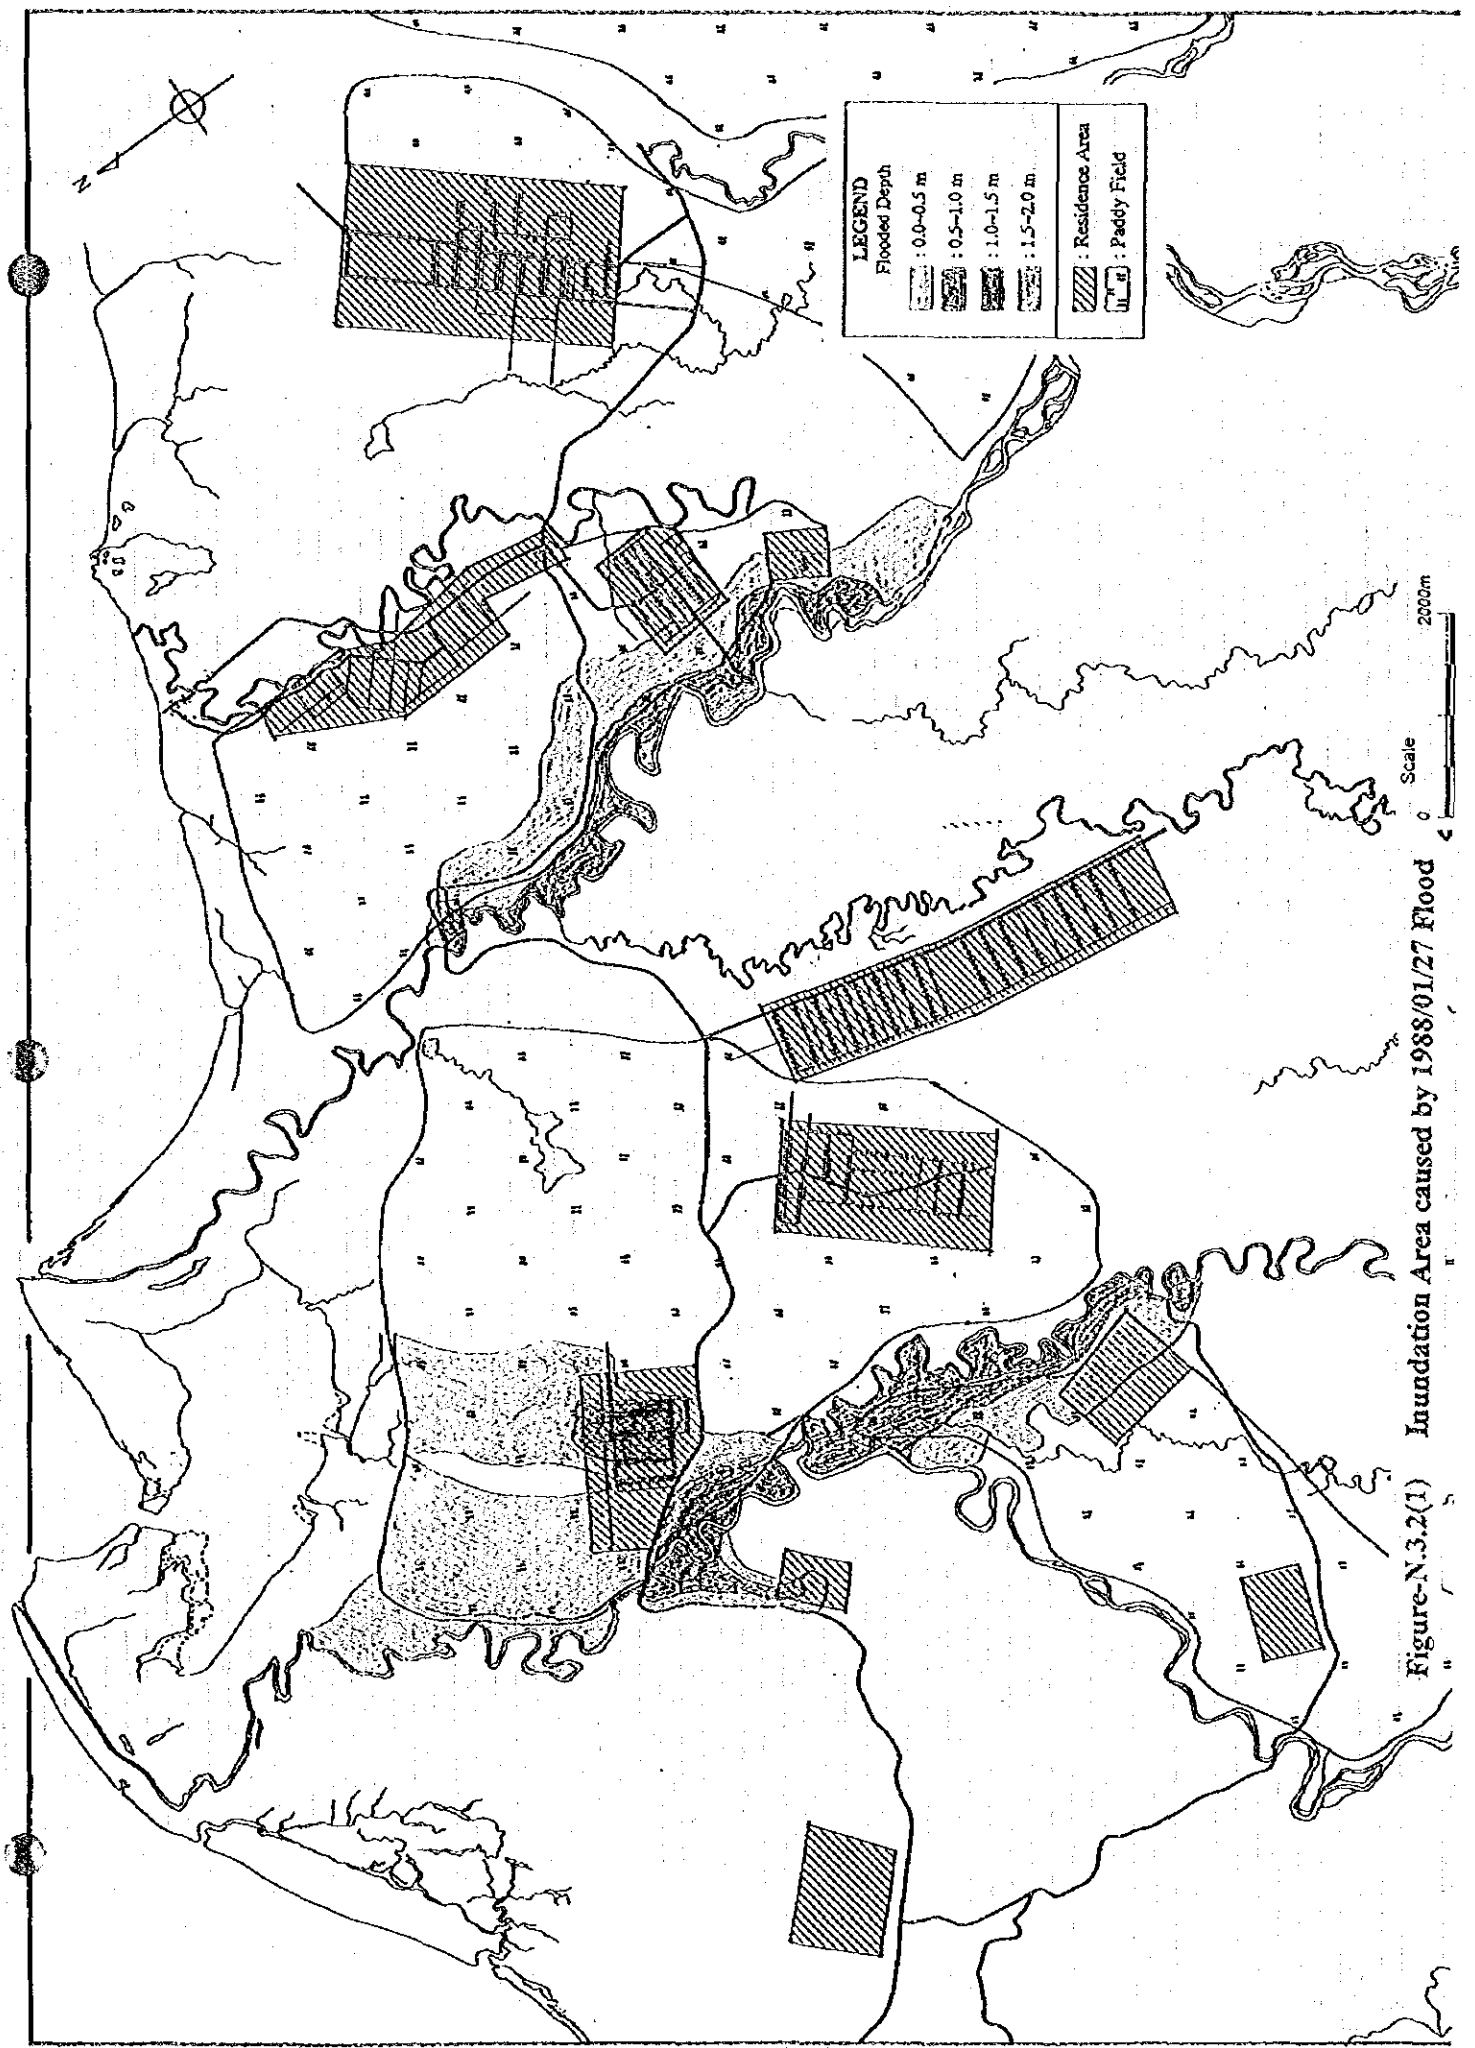 N
LEGEND
Flooded Depth
: 0.0~0.5 m
: 0.5~1.0 m
: 1.0~1.5 m
: 1.5~2.0 m
: Residence Area
: Paddy Field
0 Scale 2000m
Figure-N.3.2(1) Inundation Area caused by 1988/01/27 Flood